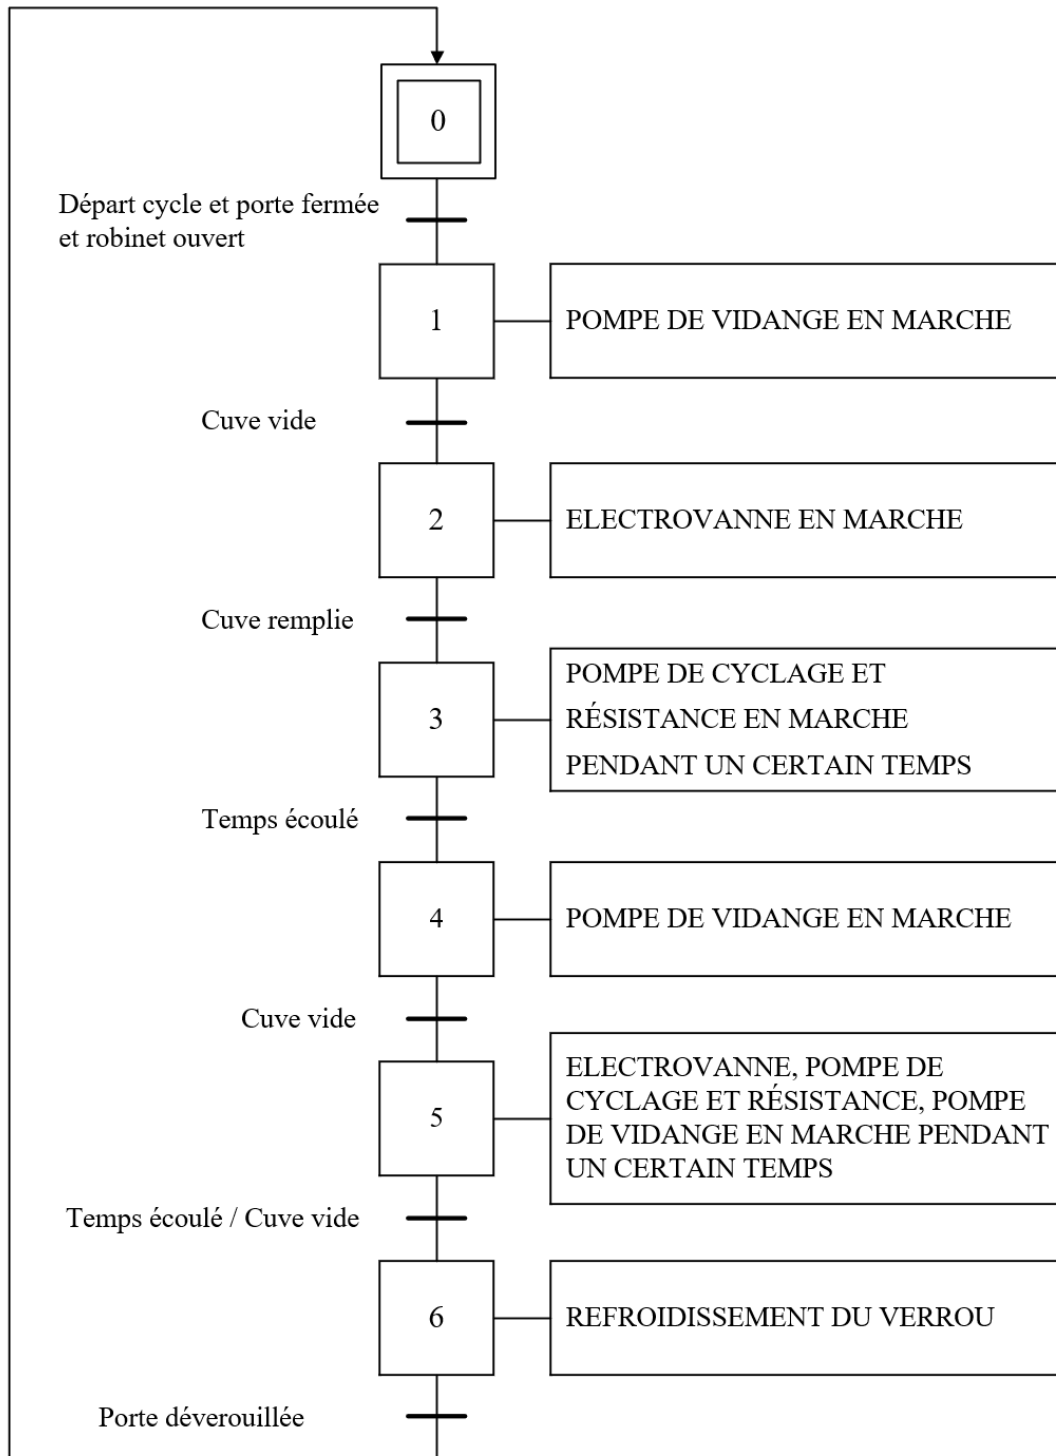 0
Départ cycle et porte fermée
et robinet ouvert
1
POMPE DE VIDANGE EN MARCHE
Cuve vide
2
ELECTROVANNE EN MARCHE
Cuve remplie
3
POMPE DE CYCLAGE ET
RÉSISTANCE EN MARCHE
PENDANT UN CERTAIN TEMPS
Temps écoulé
4
POMPE DE VIDANGE EN MARCHE
Cuve vide
5
ELECTROVANNE, POMPE DE
CYCLAGE ET RÉSISTANCE, POMPE
DE VIDANGE EN MARCHE PENDANT
UN CERTAIN TEMPS
Temps écoulé / Cuve vide
6
REFROIDISSEMENT DU VERROU
Porte déverouillée